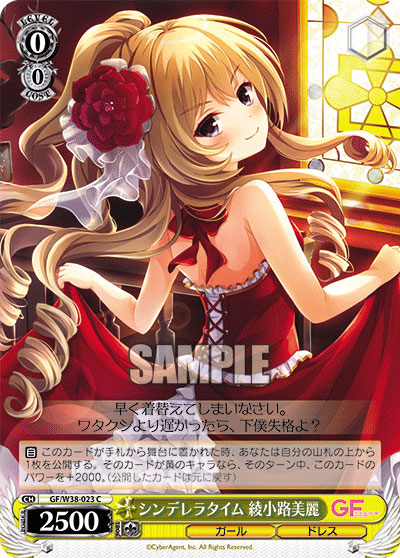 LEVEL
0
0
COST
SAMPLE
早く着替えてしまいなさい。
ワタクシより遅かったら、下僕失格よ?
自 このカードが手札から舞台に置かれた時、あなたは自分の山札の上から
1枚を公開する。そのカードが黄のキャラなら、そのターン中、このカードの
パワーを+2000。(公開したカードは元に戻す)
CH GF/W38-023 C
シンデレラタイム 綾小路美麗
GF
2500
ガール
ドレス
©CyberAgent, Inc. All Rights Reserved.